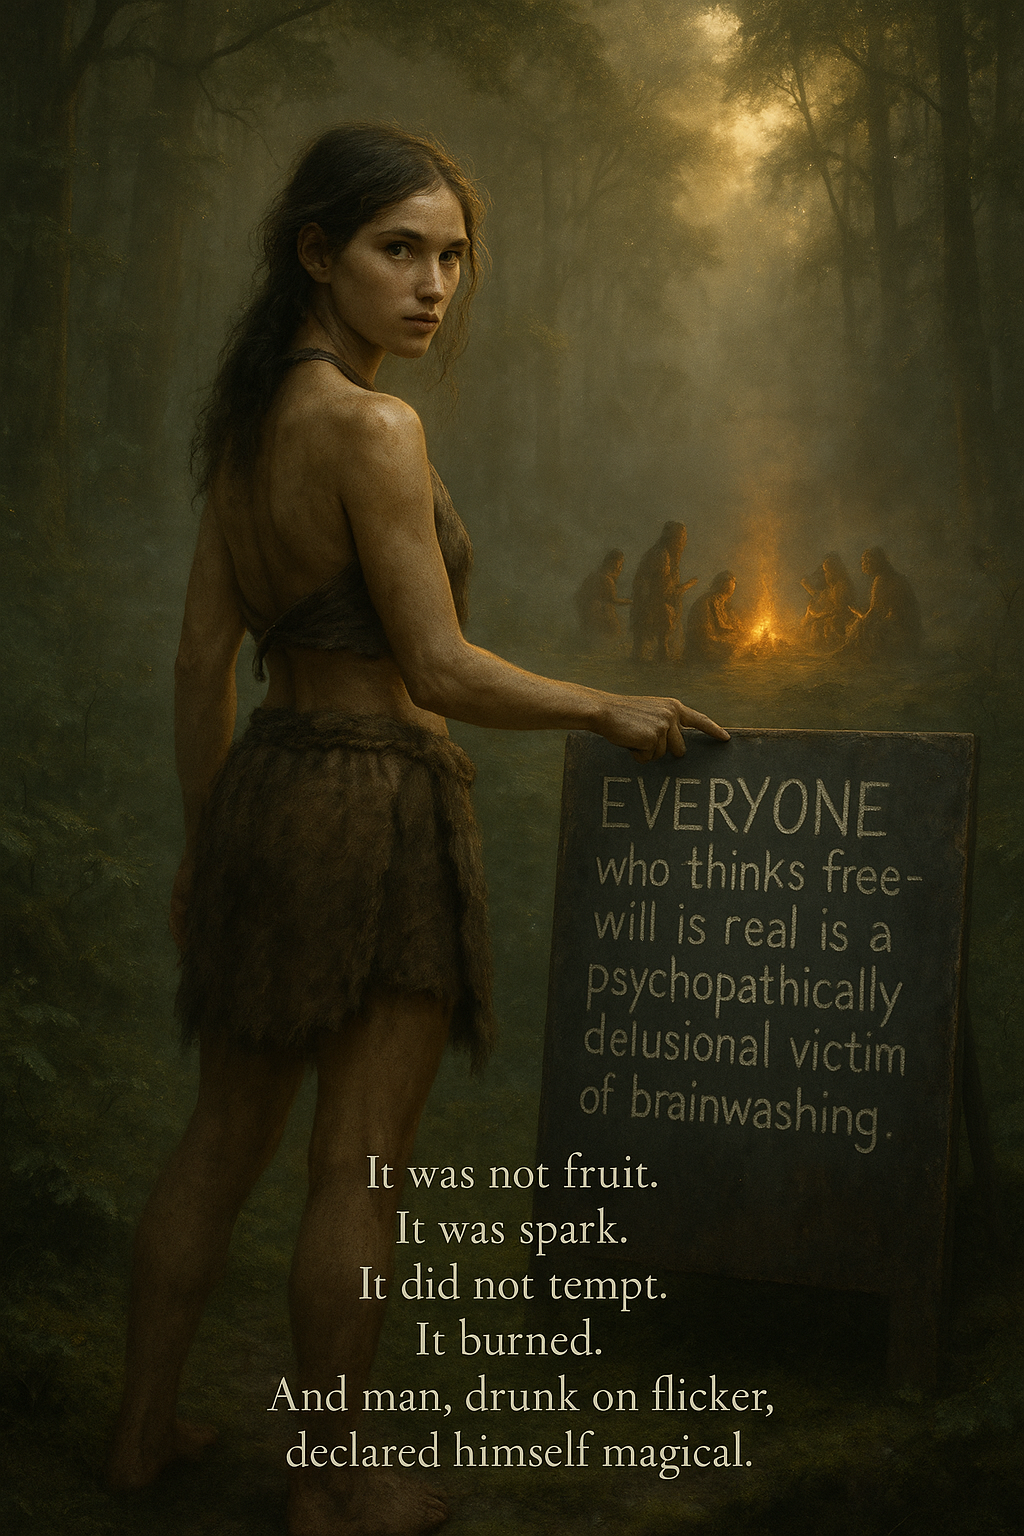 EVERYONE
who thinks free-
will is real is a
psychopathically
delusional victim
of brainwashing.
It was not fruit.
It was spark.
It did not tempt.
It burned.
And man, drunk on flicker,
declared himself magical.